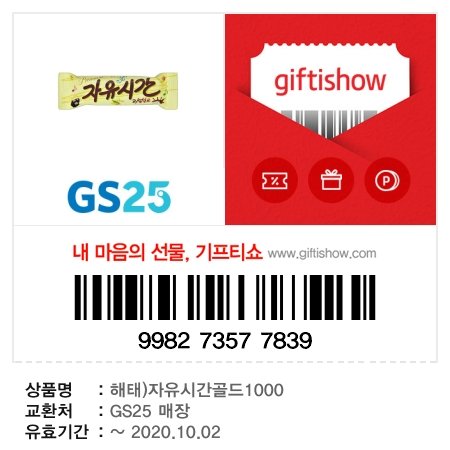 자유시간
giftishow
GS25
내 마음의 선물, 기프티쇼 www.giftishow.com
9982 7357 7839
상품명 : 해태)자유시간골드1000
교환처 : GS25 매장
유효기간 : ~ 2020.10.02